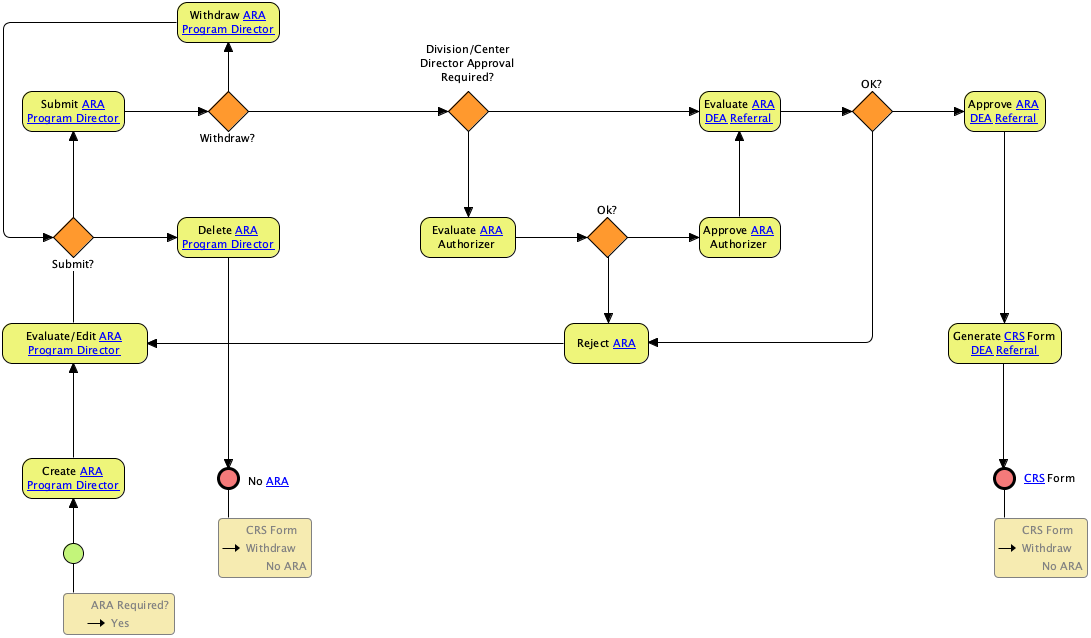 Withdraw ARA
Program Director
Division/Center
Director Approval
Required?
Submit ARA
Program Director
Withdraw?
Evaluate ARA
DEA Referral
OK?
Approve ARA
DEA Referral
Submit?
Delete ARA
Program Director
Evaluate ARA
Authorizer
Ok?
Approve ARA
Authorizer
Evaluate/Edit ARA
Program Director
Reject ARA
Generate CRS Form
DEA Referral
Create ARA
Program Director
No ARA
CRS Form
CRS Form
Withdraw
No ARA
CRS Form
Withdraw
No ARA
ARA Required?
Yes